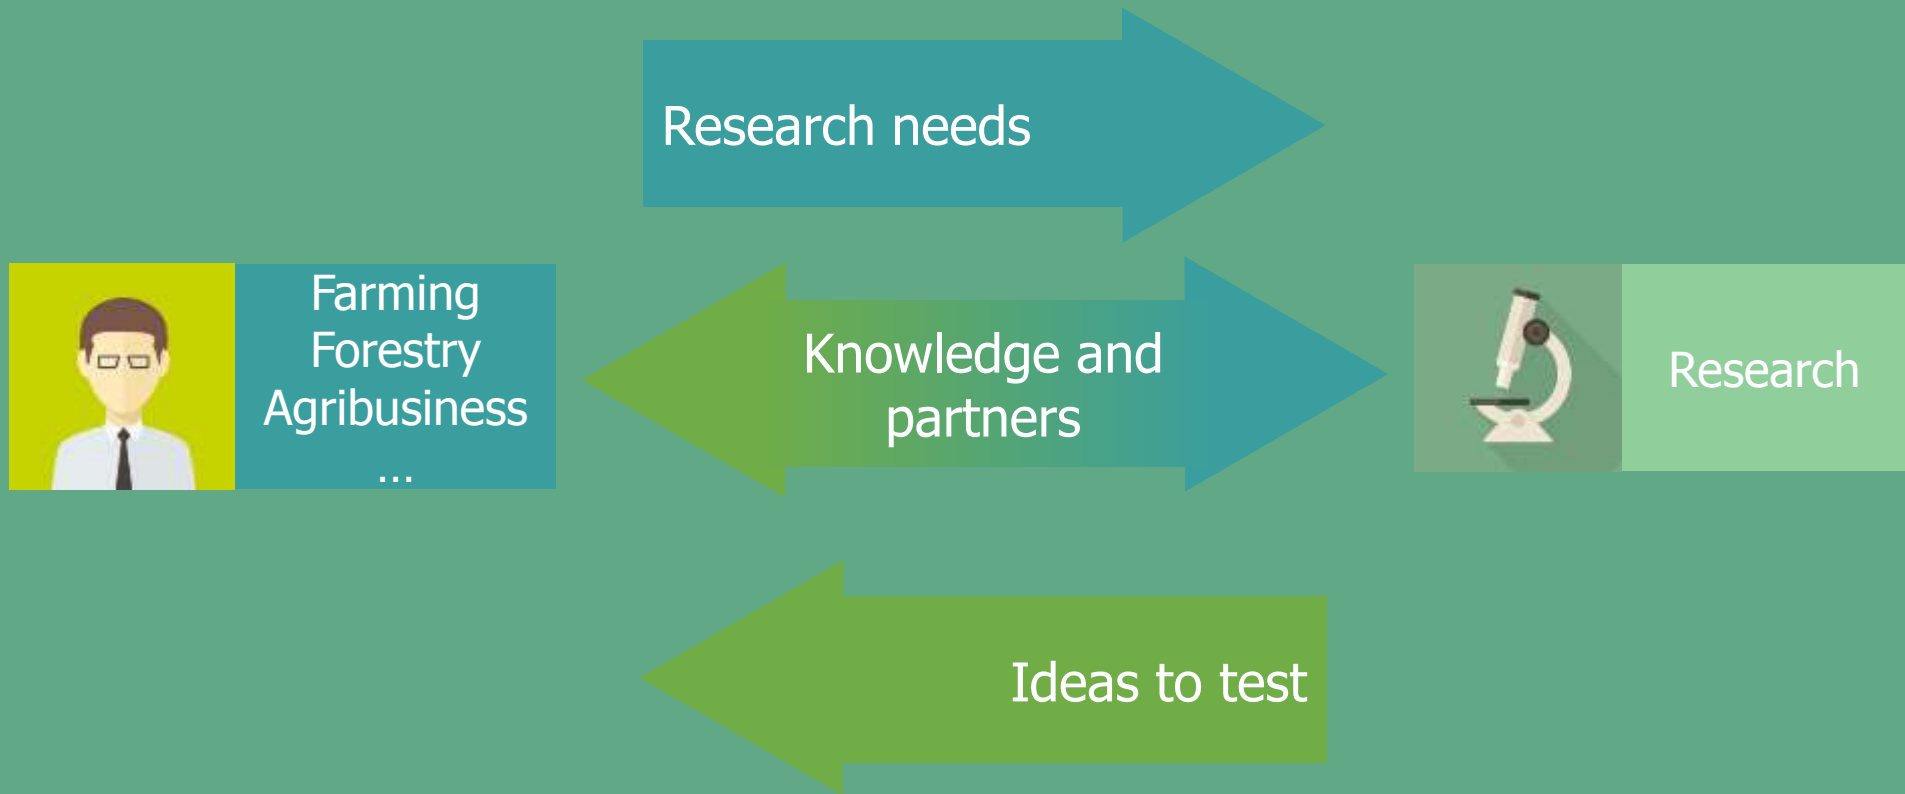 Research needs
Farming
Forestry
Agribusiness
...
Knowledge and
partners
Research
Ideas to test